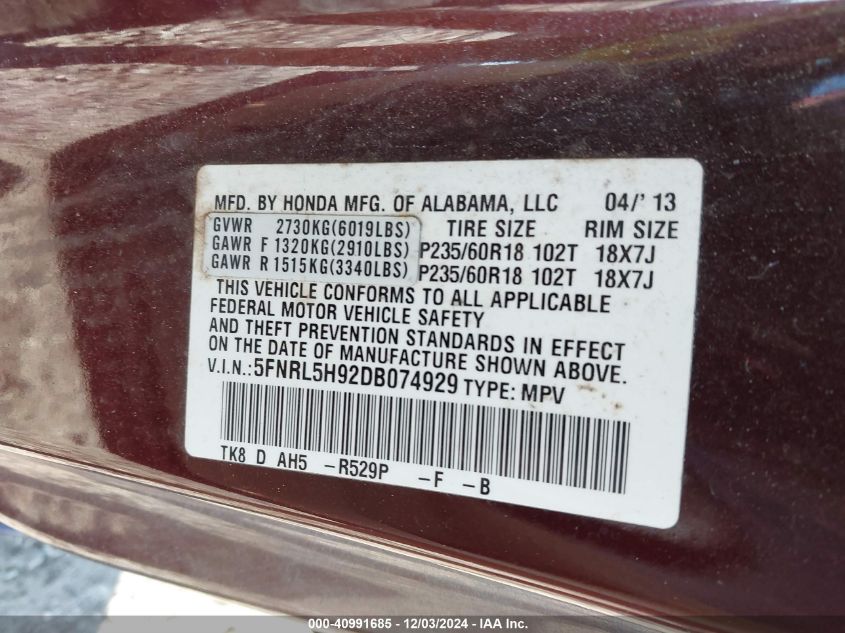 MFD. BY HONDA MFG. OF ALABAMA, LLC 04/' 13
GVWR 2730KG(6019LBS) TIRE SIZE RIM SIZE
GAWR F 1320KG(2910LBS) P235/60R18 102T 18X7J
GAWR R 1515KG(3340LBS) P235/60R18 102T 18X7J
THIS VEHICLE CONFORMS TO ALL APPLICABLE
FEDERAL MOTOR VEHICLE SAFETY
AND THEFT PREVENTION STANDARDS IN EFFECT
ON THE DATE OF MANUFACTURE SHOWN ABOVE.
V.I.N.:5FNRL5H92DB074929 TYPE: MPV
TK8 D AH5 -R529P -F -B
000-40991685 - 12/03/2024 - IAA Inc.